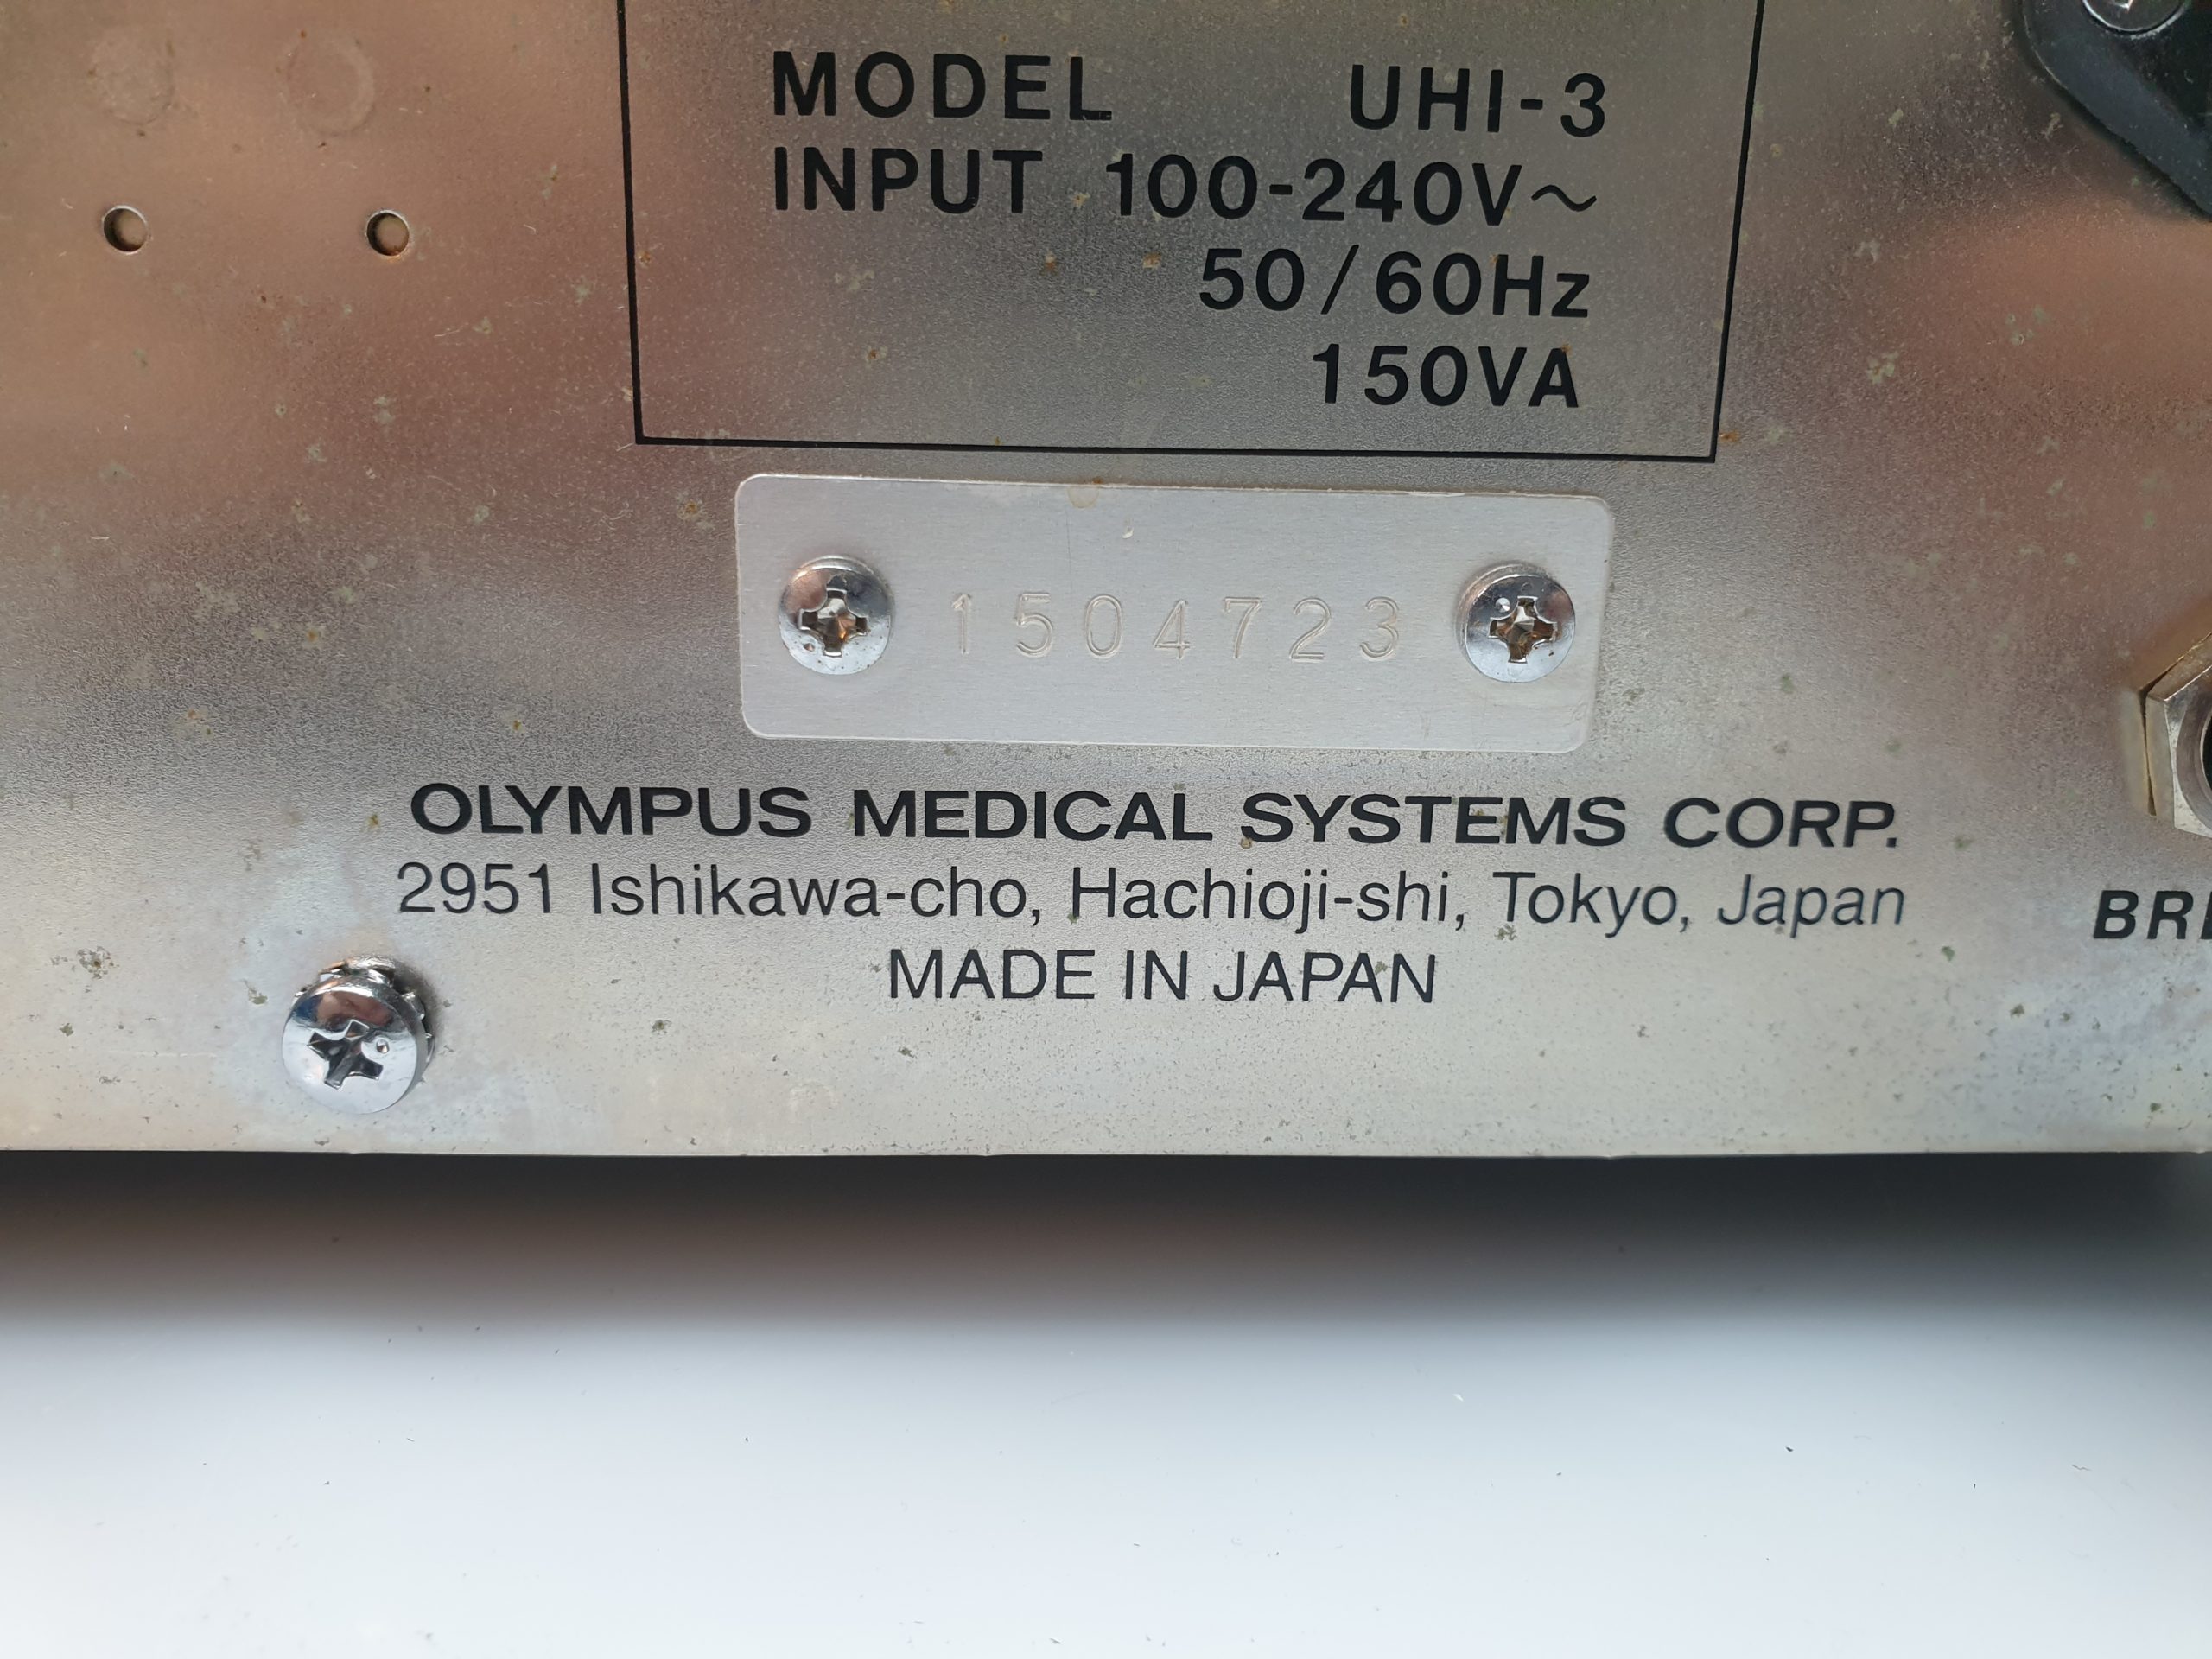 MODEL UHI-3
INPUT 100-240V~
50/60Hz
150VA
1504723
OLYMPUS MEDICAL SYSTEMS CORP.
2951 Ishikawa-cho, Hachioji-shi, Tokyo, Japan
MADE IN JAPAN